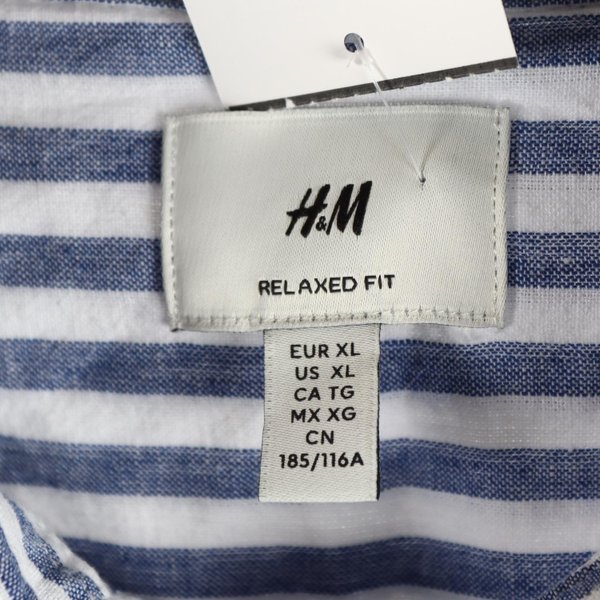 H&M
RELAXED FIT
EUR XL
US XL
CA TG
MX XG
CN
185/116A